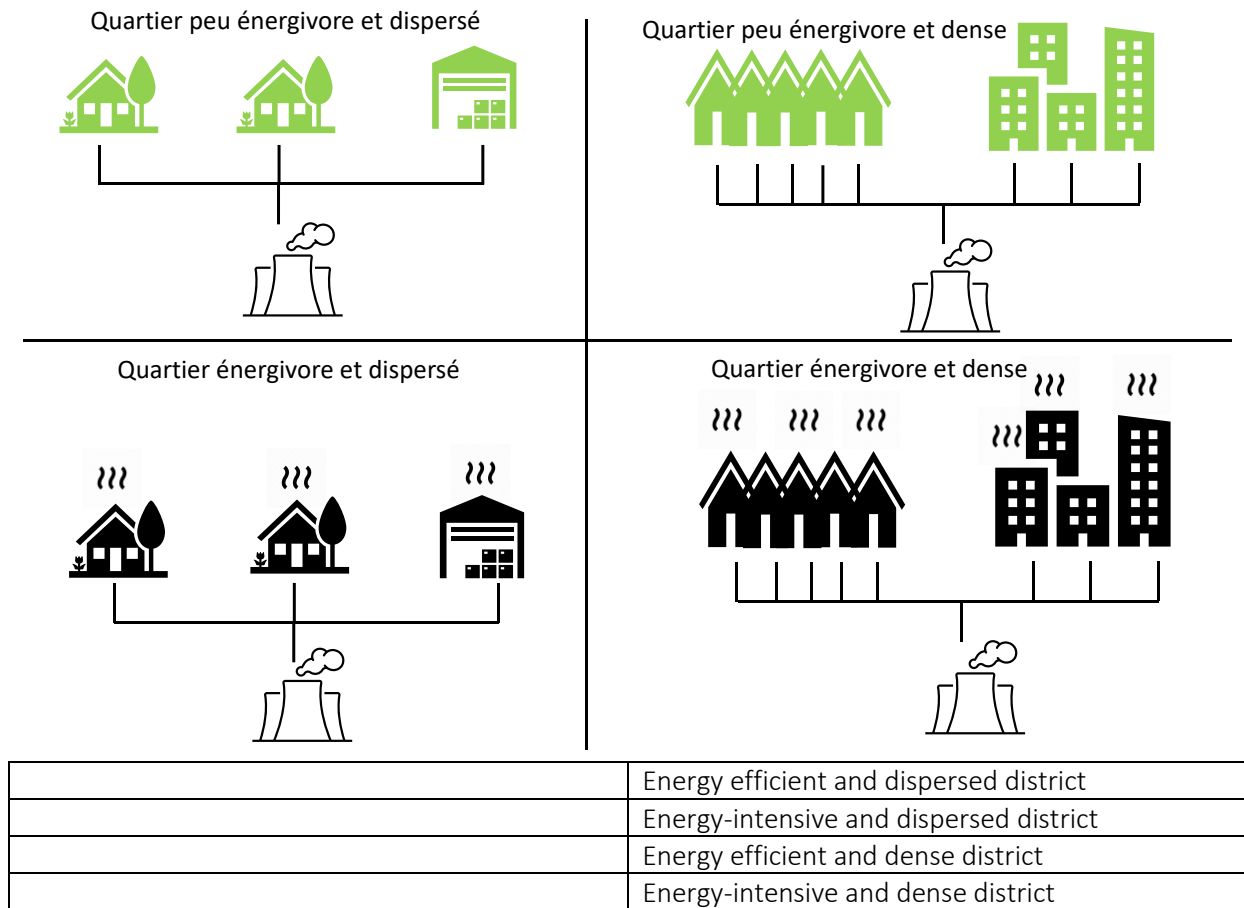 Quartier peu énergivore et dispersé
Quartier peu énergivore et dense
Quartier énergivore et dispersé
Quartier énergivore et dense
Energy efficient and dispersed district
Energy-intensive and dispersed district
Energy efficient and dense district
Energy-intensive and dense district